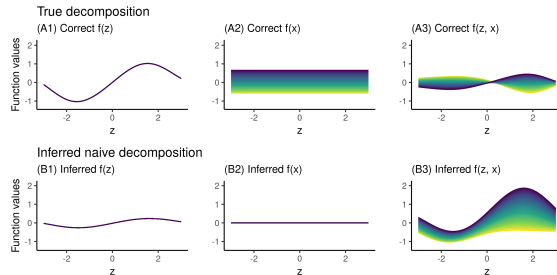 True decomposition
(A1) Correct f(z)
(A2) Correct f(x)
(A3) Correct f(z, x)
Function values
2
1
0
-1
2
1
0
-1
2
1
0
-1
-2
0
2
-2
0
2
-2
0
2
z
z
z
Inferred naive decomposition
(B1) Inferred f(z)
(B2) Inferred f(x)
(B3) Inferred f(z, x)
Function values
2
1
0
-1
2
1
0
-1
2
1
0
-1
-2
0
2
-2
0
2
-2
0
2
z
z
z